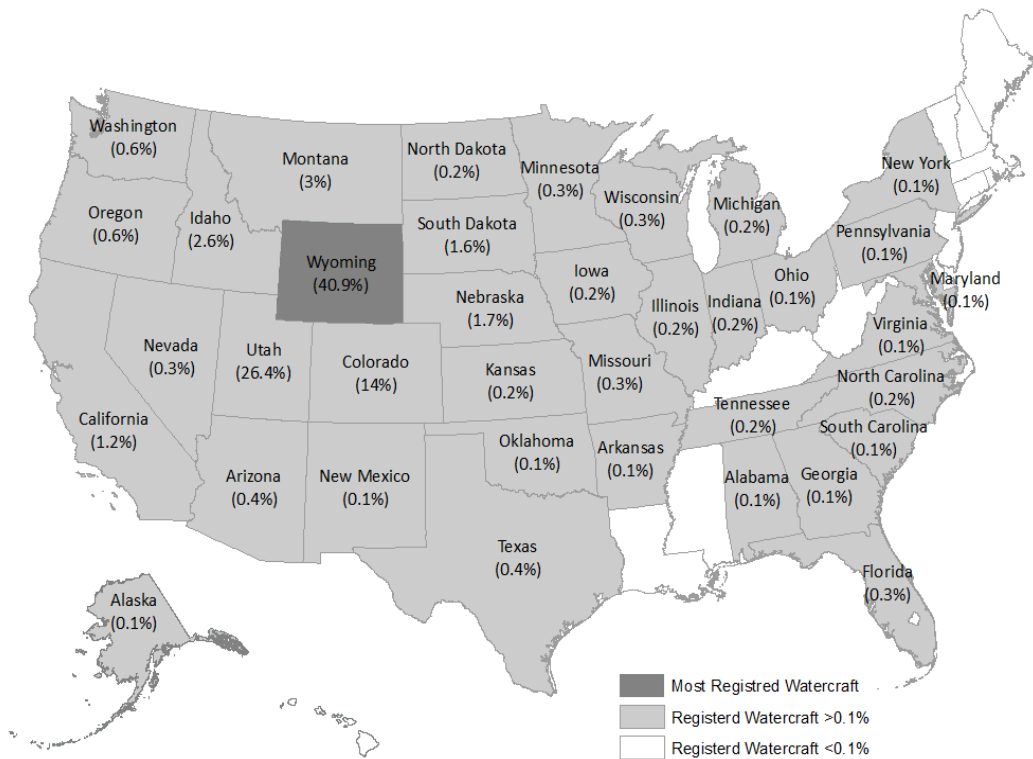 Washington
(0.6%)
Montana
(3%)
North Dakota
(0.2%)
Minnesota
(0.3%)
Wisconsin
(0.3%)
Michigan
(0.2%)
New York
(0.1%)
Oregon
(0.6%)
Idaho
(2.6%)
South Dakota
(1.6%)
Pennsylvania
(0.1%)
Wyoming
(40.9%)
Iowa
(0.2%)
Ohio
(0.1%)
Maryland
(0.1%)
Nebraska
(1.7%)
Illinois
(0.2%)
Indiana
(0.2%)
Virginia
(0.1%)
Nevada
(0.3%)
Utah
(26.4%)
Colorado
(14%)
Kansas
(0.2%)
Missouri
(0.3%)
North Carolina
(0.2%)
California
(1.2%)
Tennessee
(0.2%)
South Carolina
(0.1%)
Arizona
(0.4%)
New Mexico
(0.1%)
Oklahoma
(0.1%)
Arkansas
(0.1%)
Alabama
(0.1%)
Georgia
(0.1%)
Texas
(0.4%)
Florida
(0.3%)
Alaska
(0.1%)
Most Registred Watercraft
Registerd Watercraft >0.1%
Registerd Watercraft <0.1%